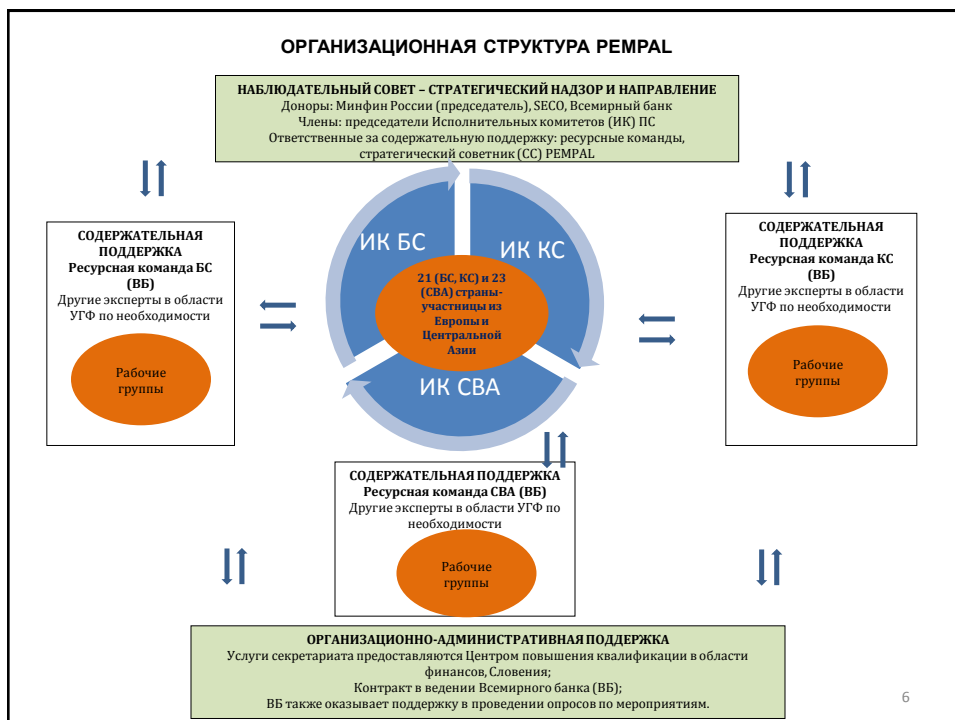 ОРГАНИЗАЦИОННАЯ СТРУКТУРА PEMPAL
НАБЛЮДАТЕЛЬНЫЙ СОВЕТ – СТРАТЕГИЧЕСКИЙ НАДЗОР И НАПРАВЛЕНИЕ
Доноры: Минфин России (председатель), SECO, Всемирный банк
Члены: председатели Исполнительных комитетов (ИК) ПС
Ответственные за содержательную поддержку: ресурсные команды,
стратегический советник (СС) PEMPAL
СОДЕРЖАТЕЛЬНАЯ
ПОДДЕРЖКА
Ресурсная команда БС
(ВБ)
Другие эксперты в области
УГФ по необходимости
Рабочие
группы
ИК БС
ИК КС
21 (БС, КС) и 23
(СВА) страны-
участницы из
Европы и
Центральной
Азии
ИК СВА
СОДЕРЖАТЕЛЬНАЯ
ПОДДЕРЖКА
Ресурсная команда КС
(ВБ)
Другие эксперты в области
УГФ по необходимости
Рабочие
группы
СОДЕРЖАТЕЛЬНАЯ ПОДДЕРЖКА
Ресурсная команда СВА (ВБ)
Другие эксперты в области УГФ по
необходимости
Рабочие
группы
ОРГАНИЗАЦИОННО-АДМИНИСТРАТИВНАЯ ПОДДЕРЖКА
Услуги секретариата предоставляются Центром повышения квалификации в области
финансов, Словения;
Контракт в ведении Всемирного банка (ВБ);
ВБ также оказывает поддержку в проведении опросов по мероприятиям.
6